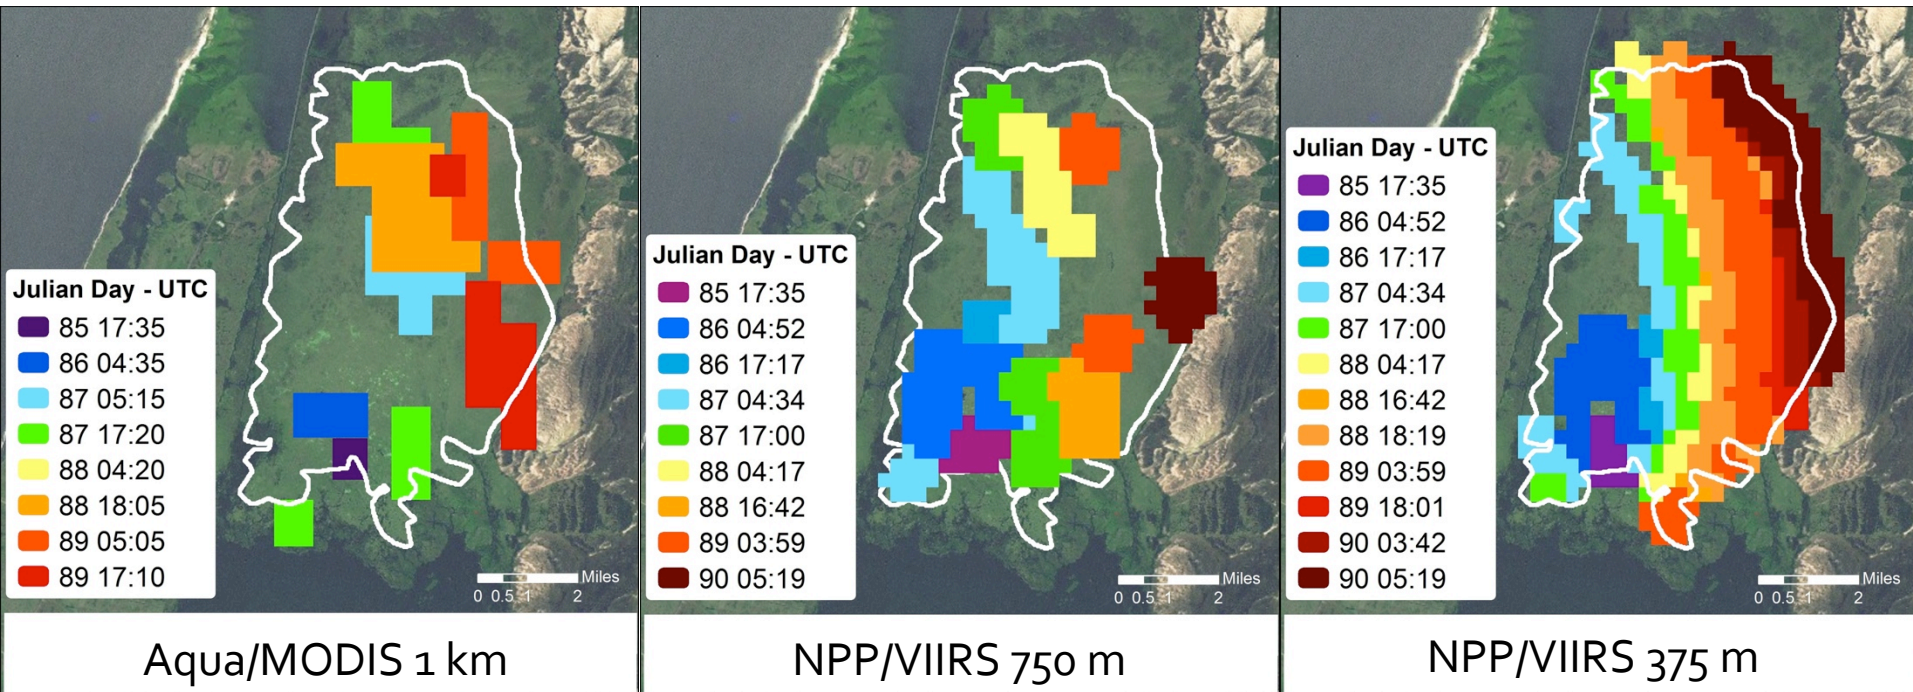 Julian Day - UTC
85 17:35
86 04:35
87 05:15
87 17:20
88 04:20
88 18:05
89 05:05
89 17:10
Miles
0 0.5 1 2
Aqua/MODIS 1 km
Julian Day - UTC
85 17:35
86 04:52
86 17:17
87 04:34
87 17:00
88 04:17
88 16:42
89 03:59
90 05:19
Miles
0 0.5 1 2
NPP/VIIRS 750 m
Julian Day - UTC
85 17:35
86 04:52
86 17:17
87 04:34
87 17:00
88 04:17
88 16:42
88 18:19
89 03:59
89 18:01
90 03:42
90 05:19
Miles
0 0.5 1 2
NPP/VIIRS 375 m